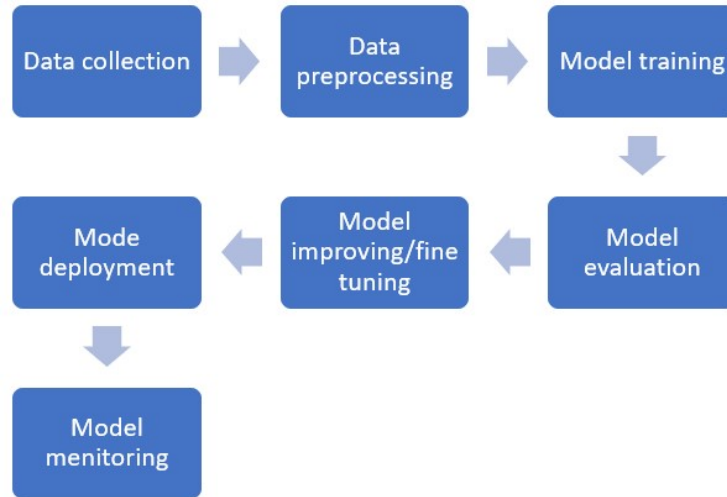 Data collection
Data
preprocessing
Model training
Model
evaluation
Model
improving/fine
tuning
Mode
deployment
Model
menitoring